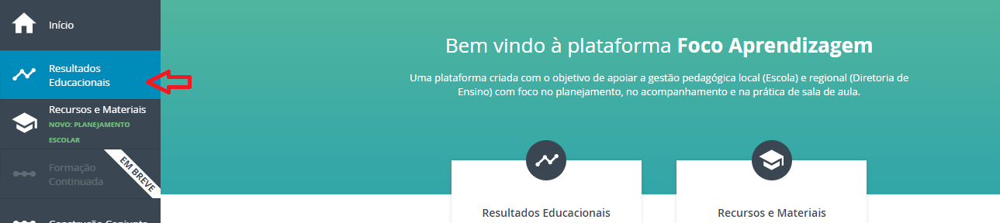 Início
Resultados
Educacionais
Recursos e Materiais
NOVO: PLANEJAMENTO
ESCOLAR
Formação
Continuada
EM BREVE
Construção Conjunta
Bem vindo à plataforma Foco Aprendizagem
Uma plataforma criada com o objetivo de apoiar a gestão pedagógica local (Escola) e regional (Diretoria de
Ensino) com foco no planejamento, no acompanhamento e na prática de sala de aula.
Resultados Educacionais
Recursos e Materiais